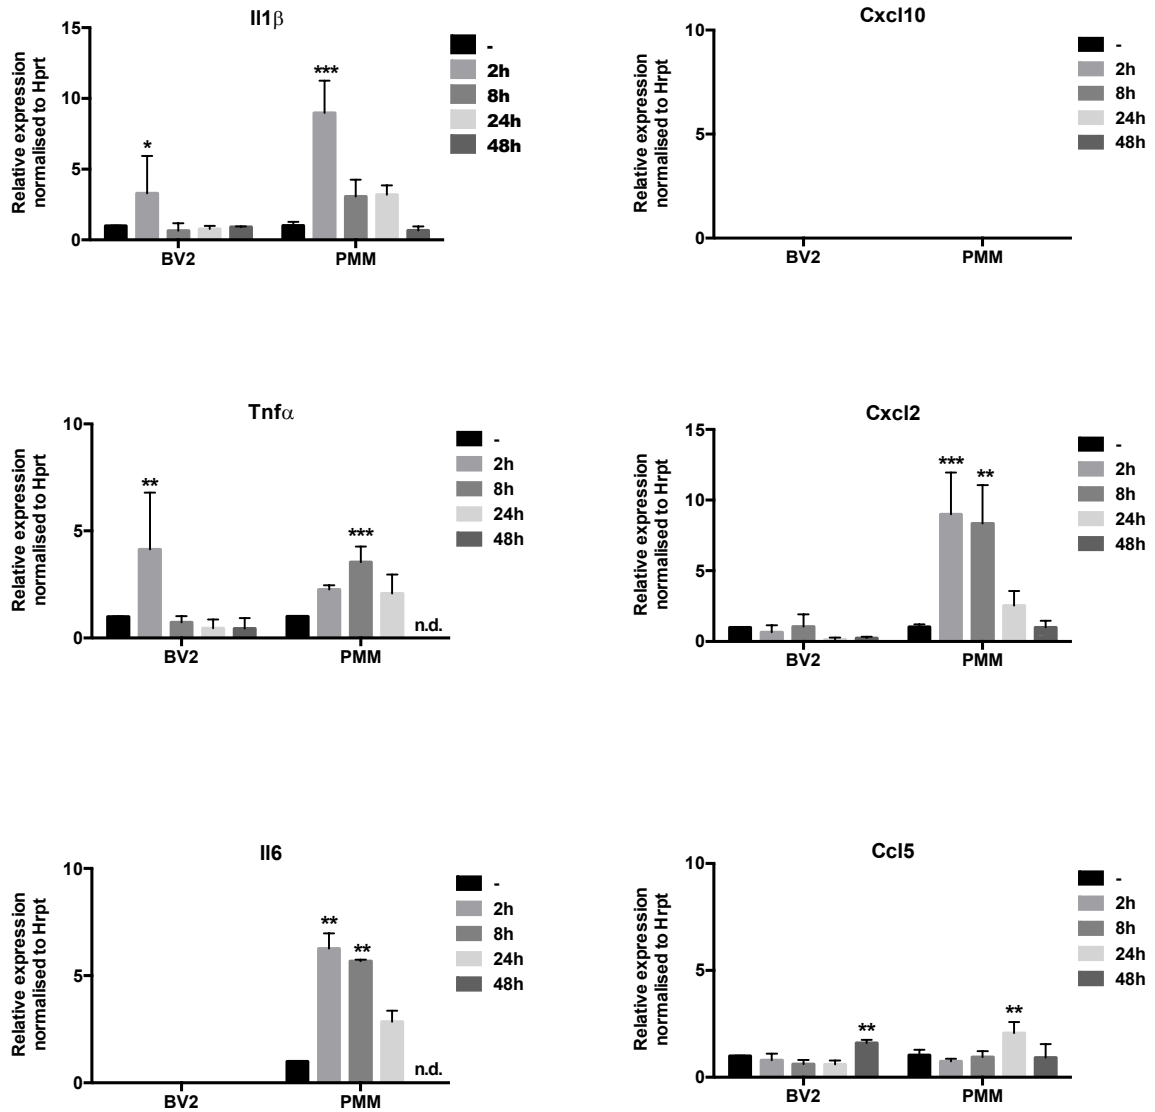 Il1β
Relative expression
normalised to Hprt
15
10
5
0
*
***
BV2
PMM
-
2h
8h
24h
48h
Cxcl10
Relative expression
normalised to Hrpt
10
5
0
BV2
PMM
-
2h
8h
24h
48h
Tnfα
Relative expression
normalised to Hprt
10
5
0
**
***
n.d.
BV2
PMM
-
2h
8h
24h
48h
Cxcl2
Relative expression
normalised to Hrpt
15
10
5
0
***
**
BV2
PMM
-
2h
8h
24h
48h
Il6
Relative expression
normalised to Hrpt
10
5
0
**
**
n.d.
BV2
PMM
-
2h
8h
24h
48h
Ccl5
Relative expression
normalised to Hrpt
10
5
0
**
**
BV2
PMM
-
2h
8h
24h
48h